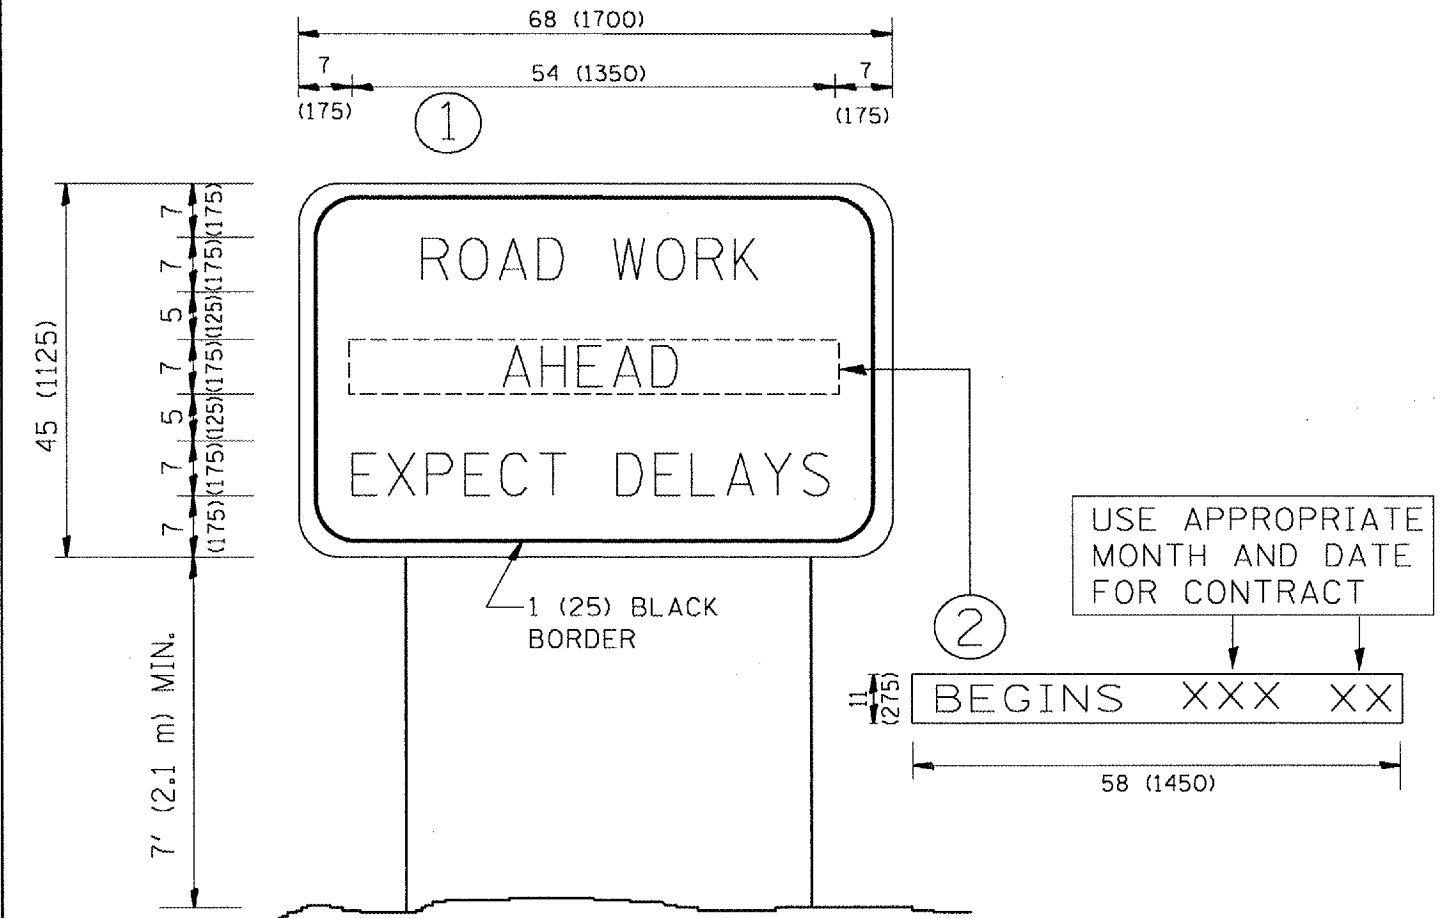 68 (1700)
7 54 (1350) 7
(175) (175)
1
45 (1125)
7 (175)
7 (175)
5 (125)
7 (175)
5 (125)
7 (175)
7 (175)
ROAD WORK
AHEAD
EXPECT DELAYS
1 (25) BLACK
BORDER
7' (2.1 m) MIN.
USE APPROPRIATE
MONTH AND DATE
FOR CONTRACT
2
11
(275)
BEGINS XXX XX
58 (1450)